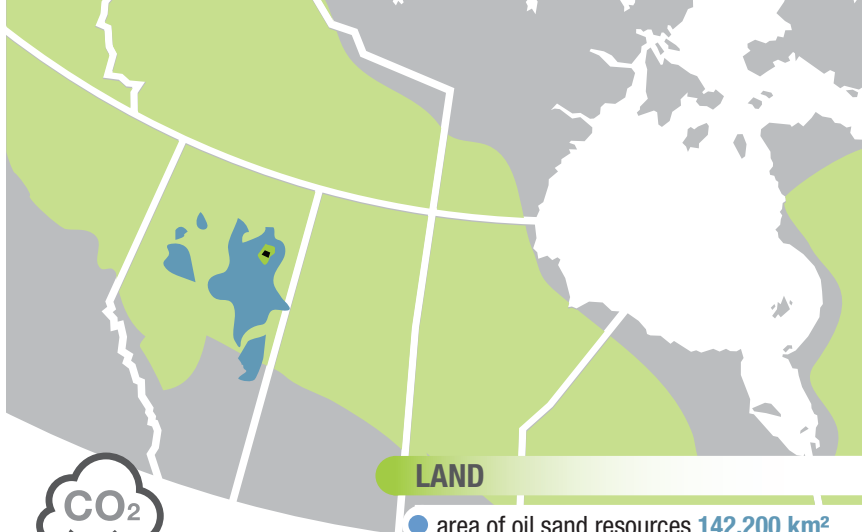 LAND
CO₂
area of oil sand resources 142,200 km²